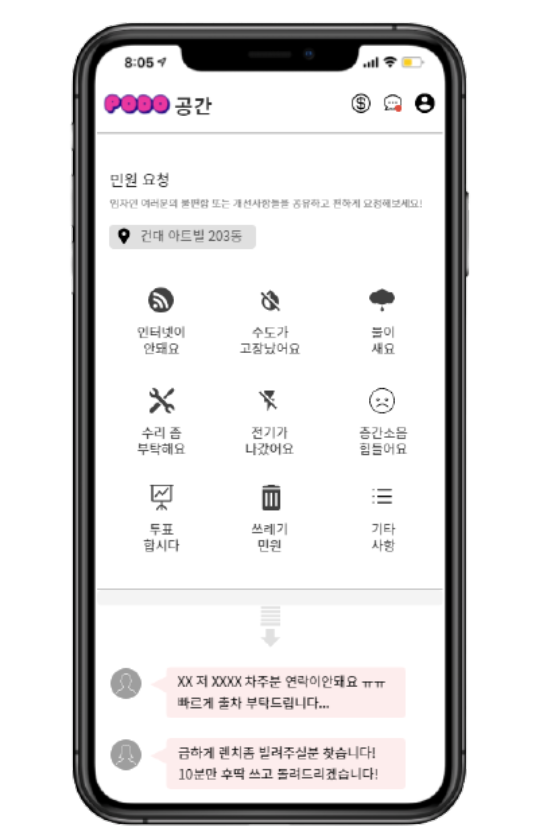 8:05
PODO 공간
민원 요청
임차인 여러분의 불편함 또는 개선사항들을 공유하고 편하게 요청해보세요!
건대 아트빌 203동
인터넷이
안돼요
수도가
고장났어요
물이
새요
수리 좀
부탁해요
전기가
나갔어요
층간소음
힘들어요
투표
합시다
쓰레기
민원
기타
사항
XX 저 XXXX 차주분 연락이안돼요 ㅠㅠ
빠르게 출차 부탁드립니다...
급하게 렌치좀 빌려주실분 찾습니다!
10분만 후딱 쓰고 돌려드리겠습니다!